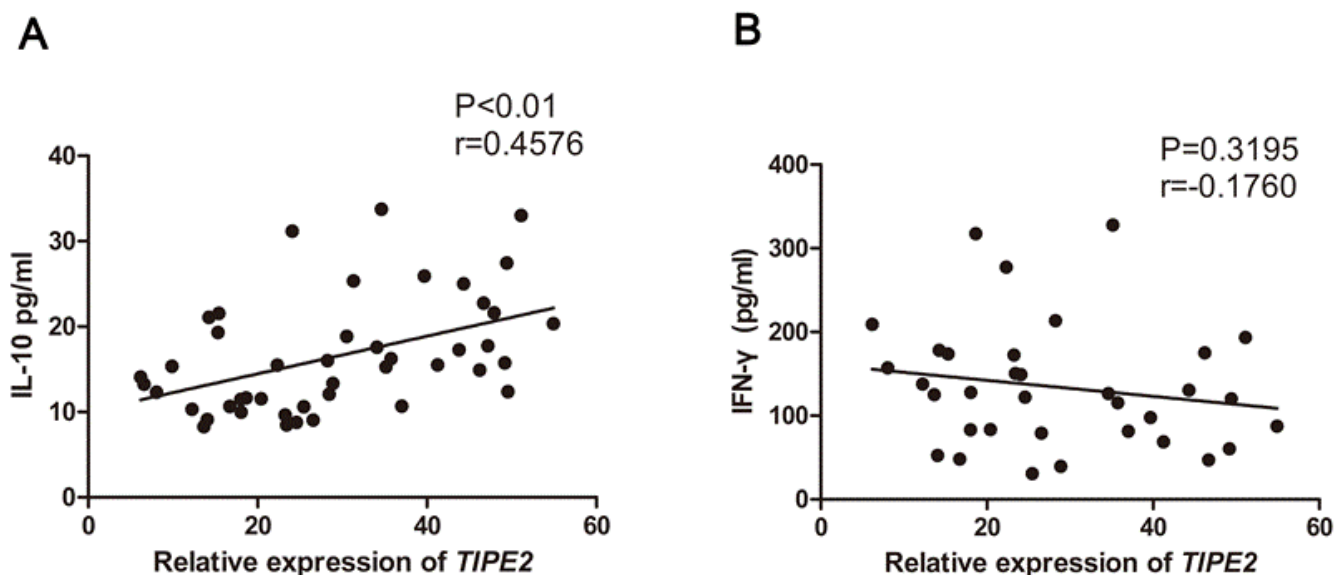 A
P<0.01
r=0.4576
40
30
20
10
0
IL-10 pg/ml
0 20 40 60
Relative expression of TIPE2
B
P=0.3195
r=-0.1760
400
300
200
100
0
IFN-γ (pg/ml)
0 20 40 60
Relative expression of TIPE2